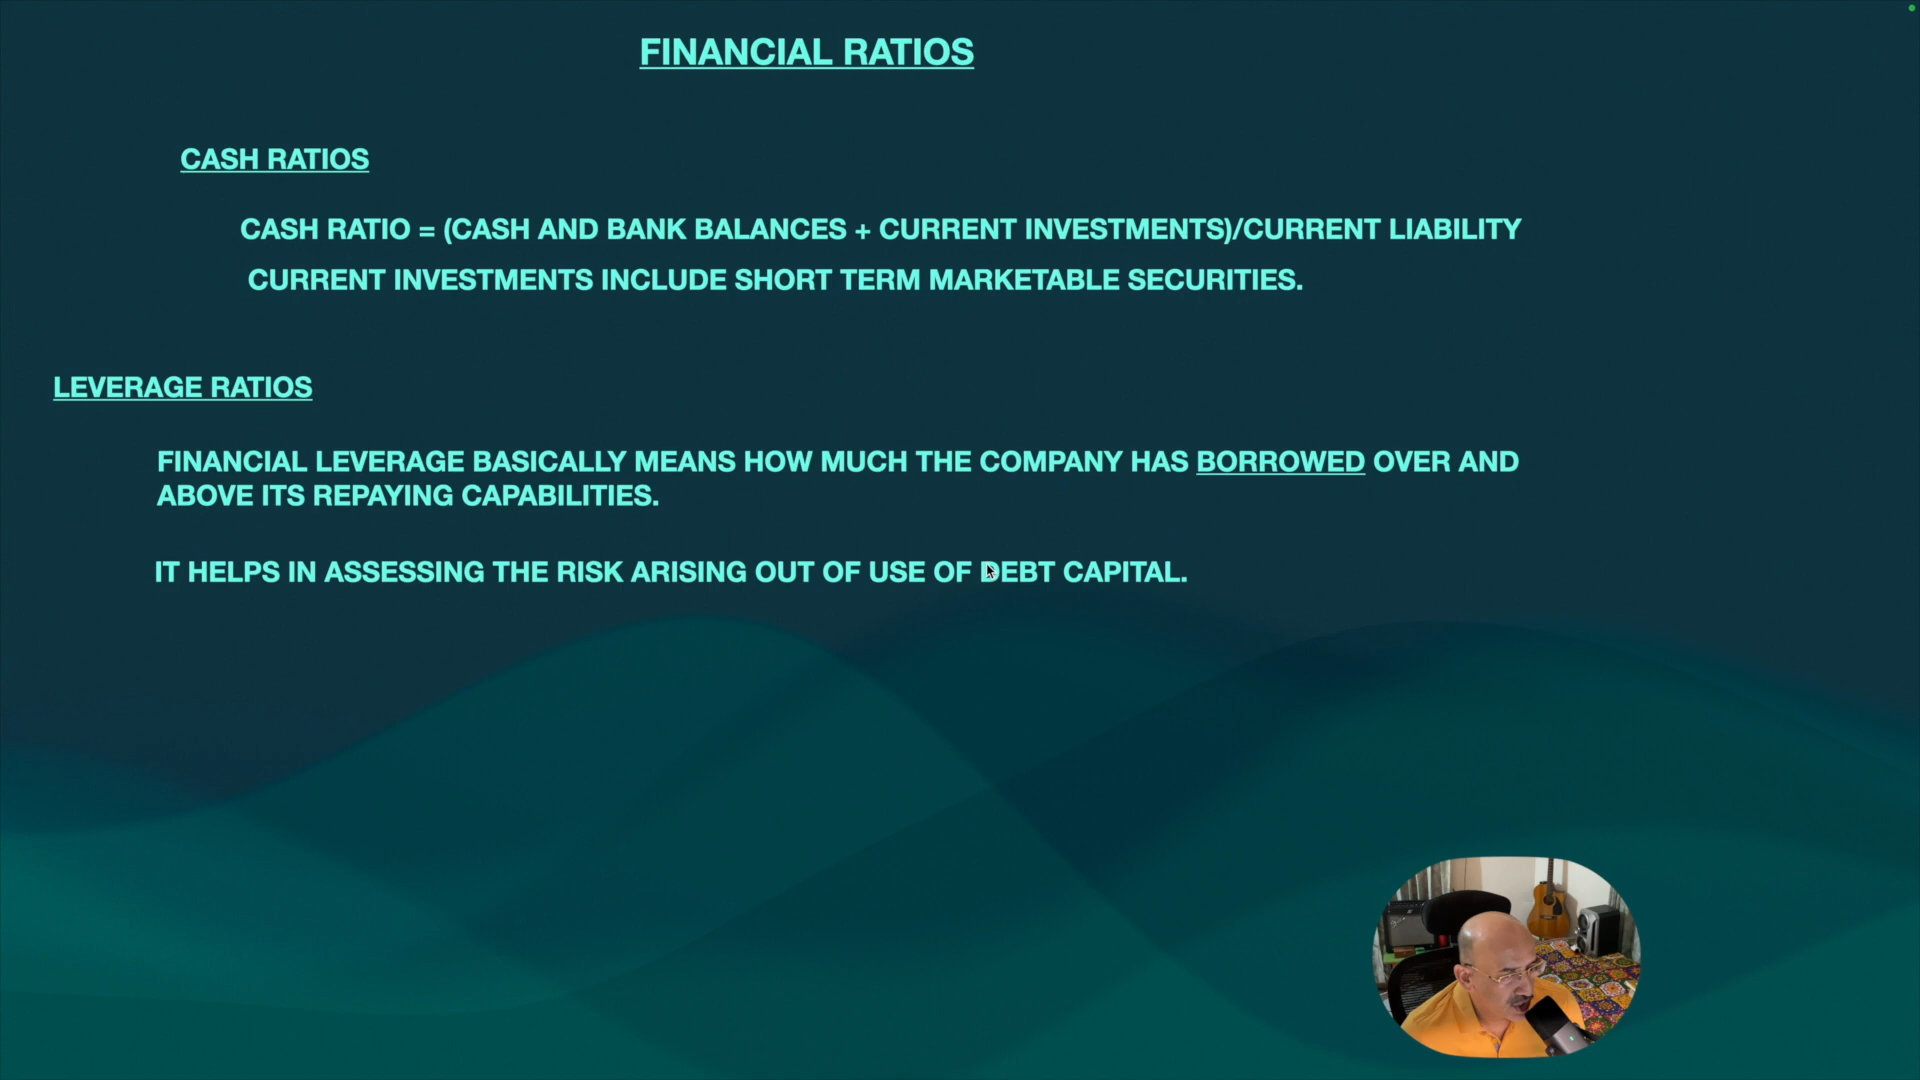 FINANCIAL RATIOS
CASH RATIOS
CASH RATIO = (CASH AND BANK BALANCES + CURRENT INVESTMENTS)/CURRENT LIABILITY
CURRENT INVESTMENTS INCLUDE SHORT TERM MARKETABLE SECURITIES.
LEVERAGE RATIOS
FINANCIAL LEVERAGE BASICALLY MEANS HOW MUCH THE COMPANY HAS BORROWED OVER AND
ABOVE ITS REPAYING CAPABILITIES.
IT HELPS IN ASSESSING THE RISK ARISING OUT OF USE OF DEBT CAPITAL.